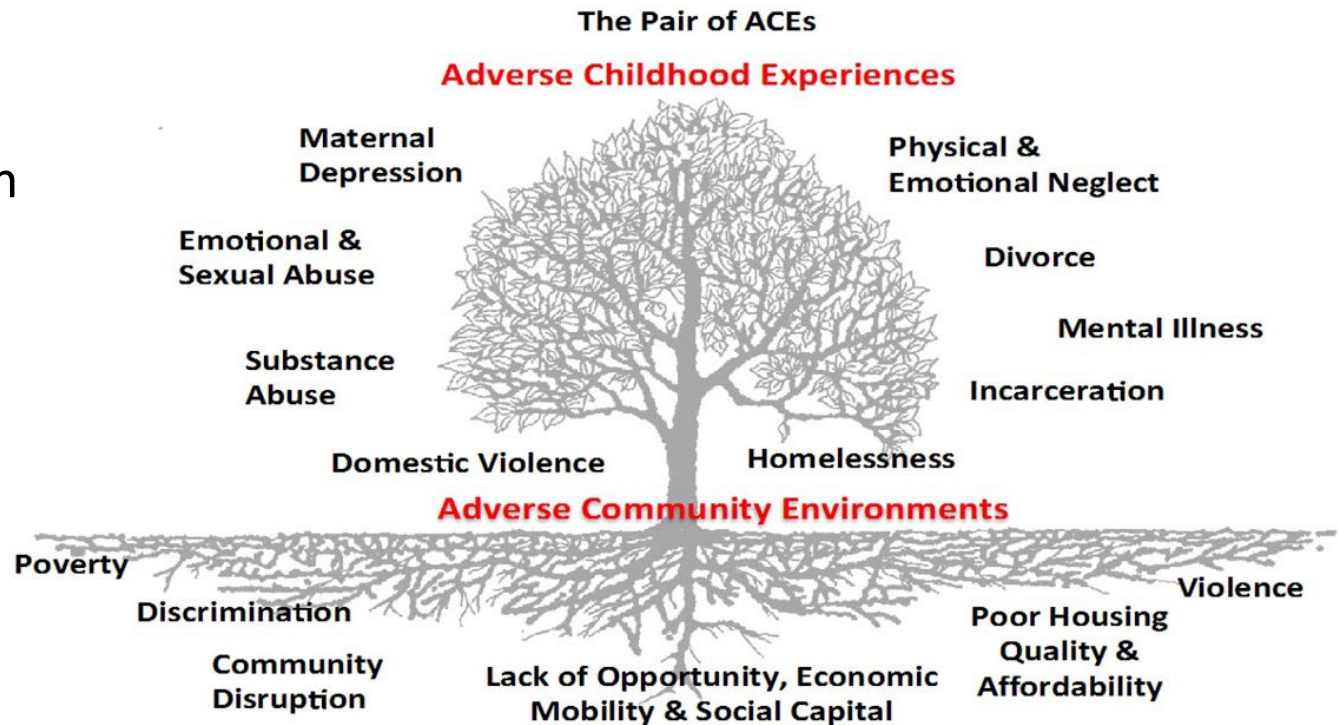 The Pair of ACEs
Adverse Childhood Experiences
Maternal
Depression
Physical &
Emotional Neglect
n
Emotional &
Sexual Abuse
Divorce
Mental Illness
Substance
Abuse
Incarceration
Domestic Violence
Homelessness
Adverse Community Environments
Poverty
Violence
Discrimination
Poor Housing
Quality &
Affordability
Community
Disruption
Lack of Opportunity, Economic
Mobility & Social Capital